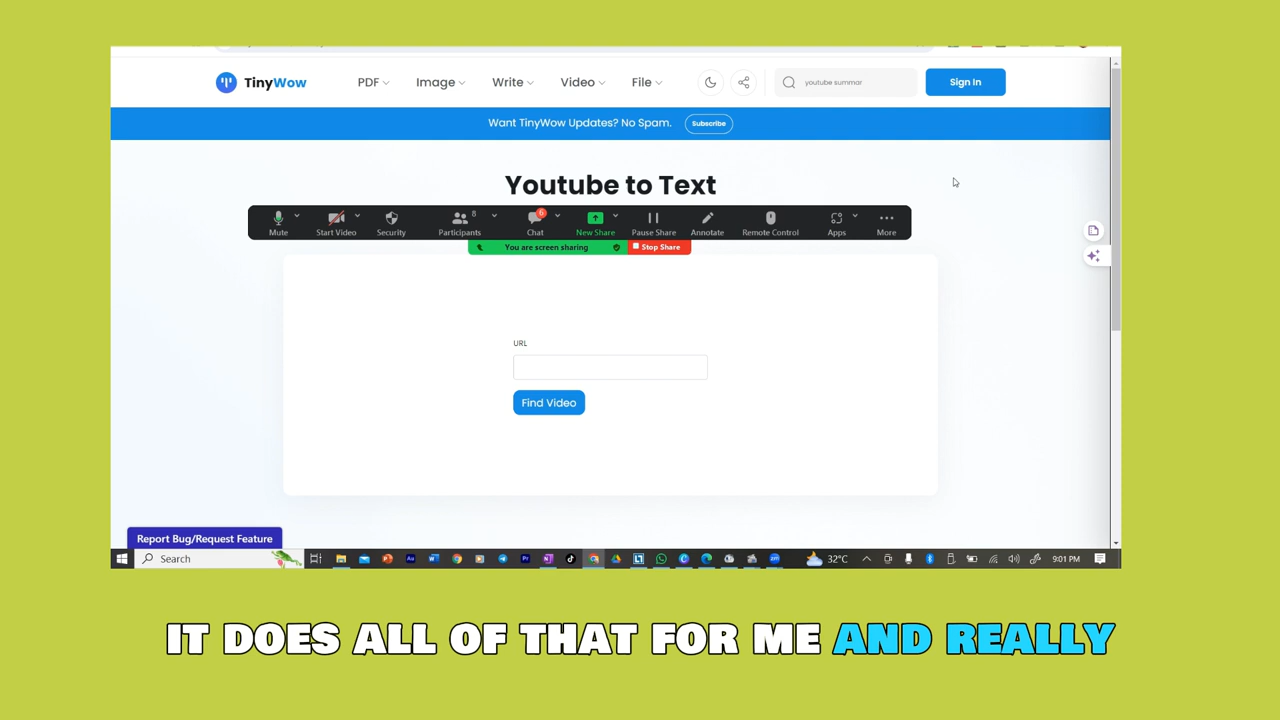 TinyWow
PDF Image Write Video File youtube summar Sign In
Want TinyWow Updates? No Spam. Subscribe
Youtube to Text
8 6
Mute Start Video Security Participants Chat New Share Pause Share Annotate Remote Control Apps More
You are screen sharing Stop Share
URL
Find Video
Report Bug/Request Feature
Search 32°C 9:01 PM
IT DOES ALL OF THAT FOR ME AND REALLY